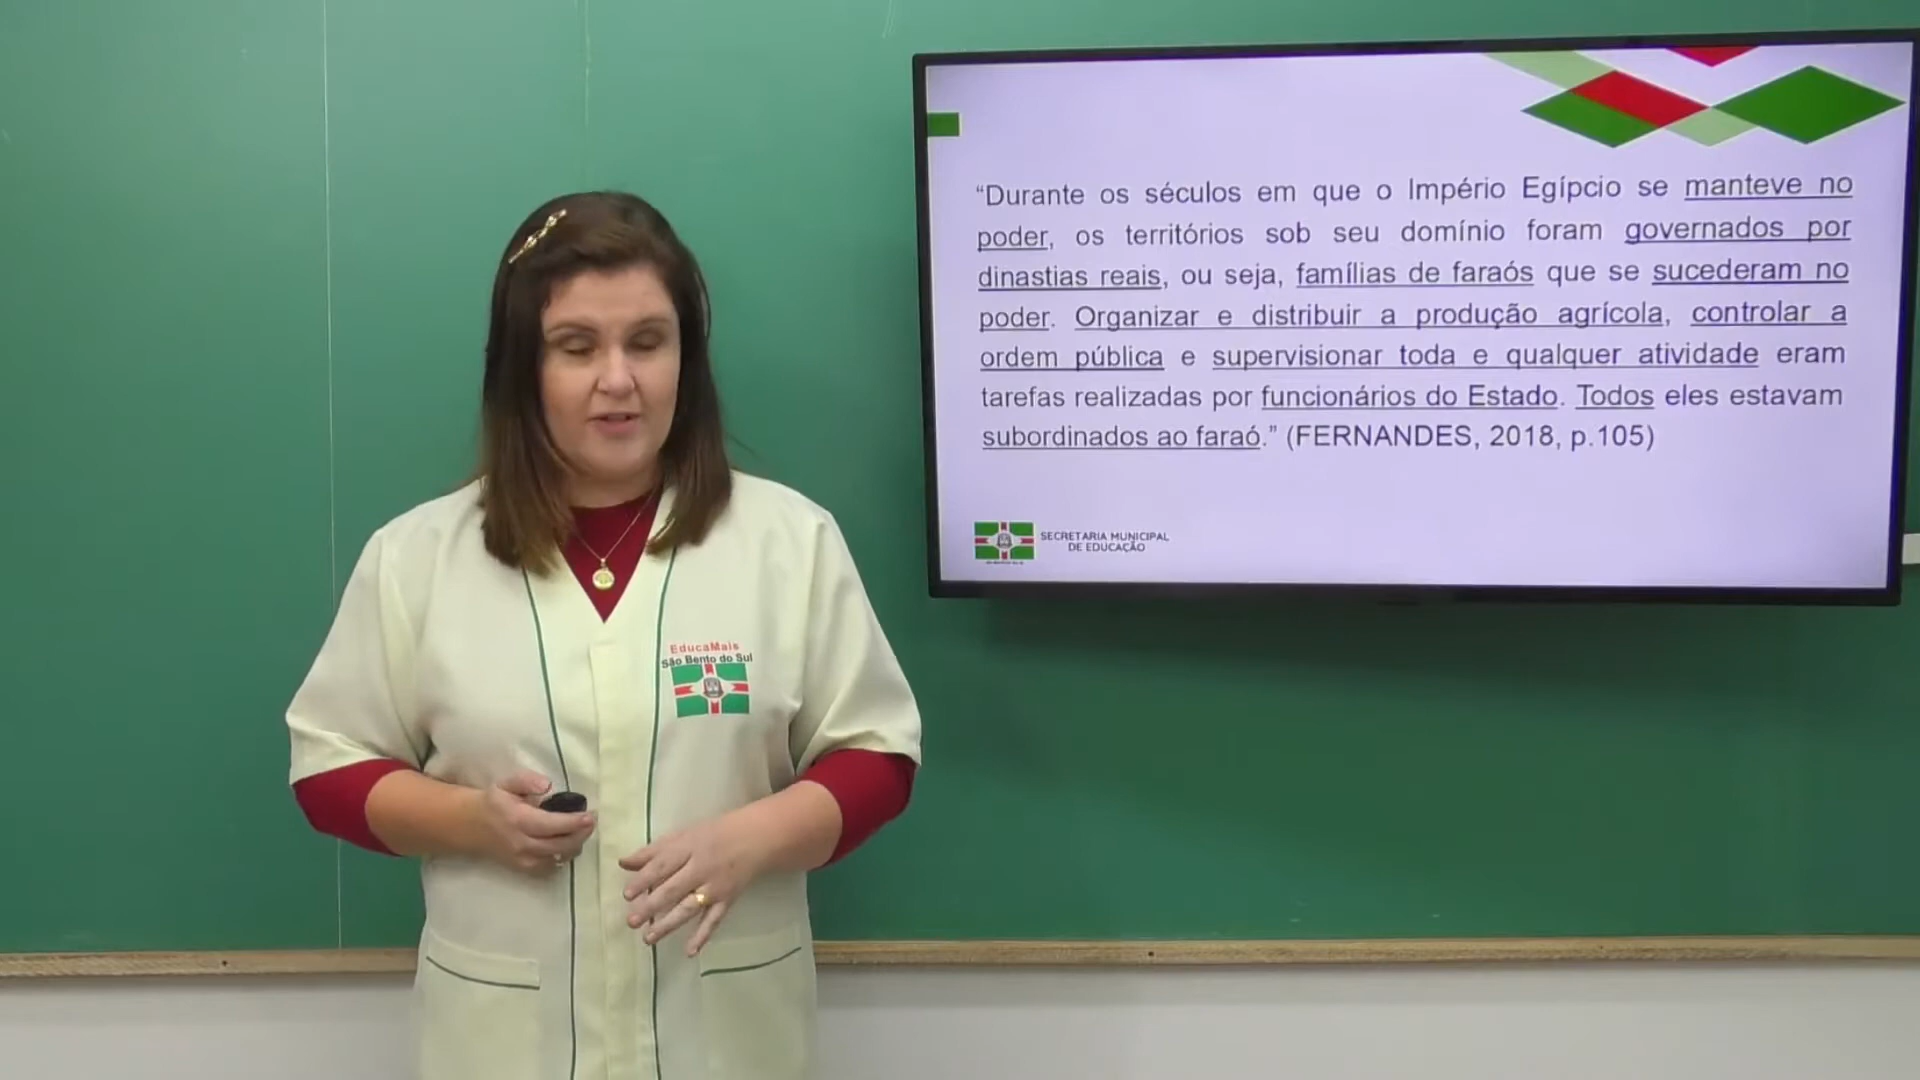 “Durante os séculos em que o Império Egípcio se manteve no
poder, os territórios sob seu domínio foram governados por
dinastias reais, ou seja, famílias de faraós que se sucederam no
poder. Organizar e distribuir a produção agrícola, controlar a
ordem pública e supervisionar toda e qualquer atividade eram
tarefas realizadas por funcionários do Estado. Todos eles estavam
subordinados ao faraó.” (FERNANDES, 2018, p.105)
SECRETARIA MUNICIPAL
DE EDUCAÇÃO
EducaMais
São Bento do Sul